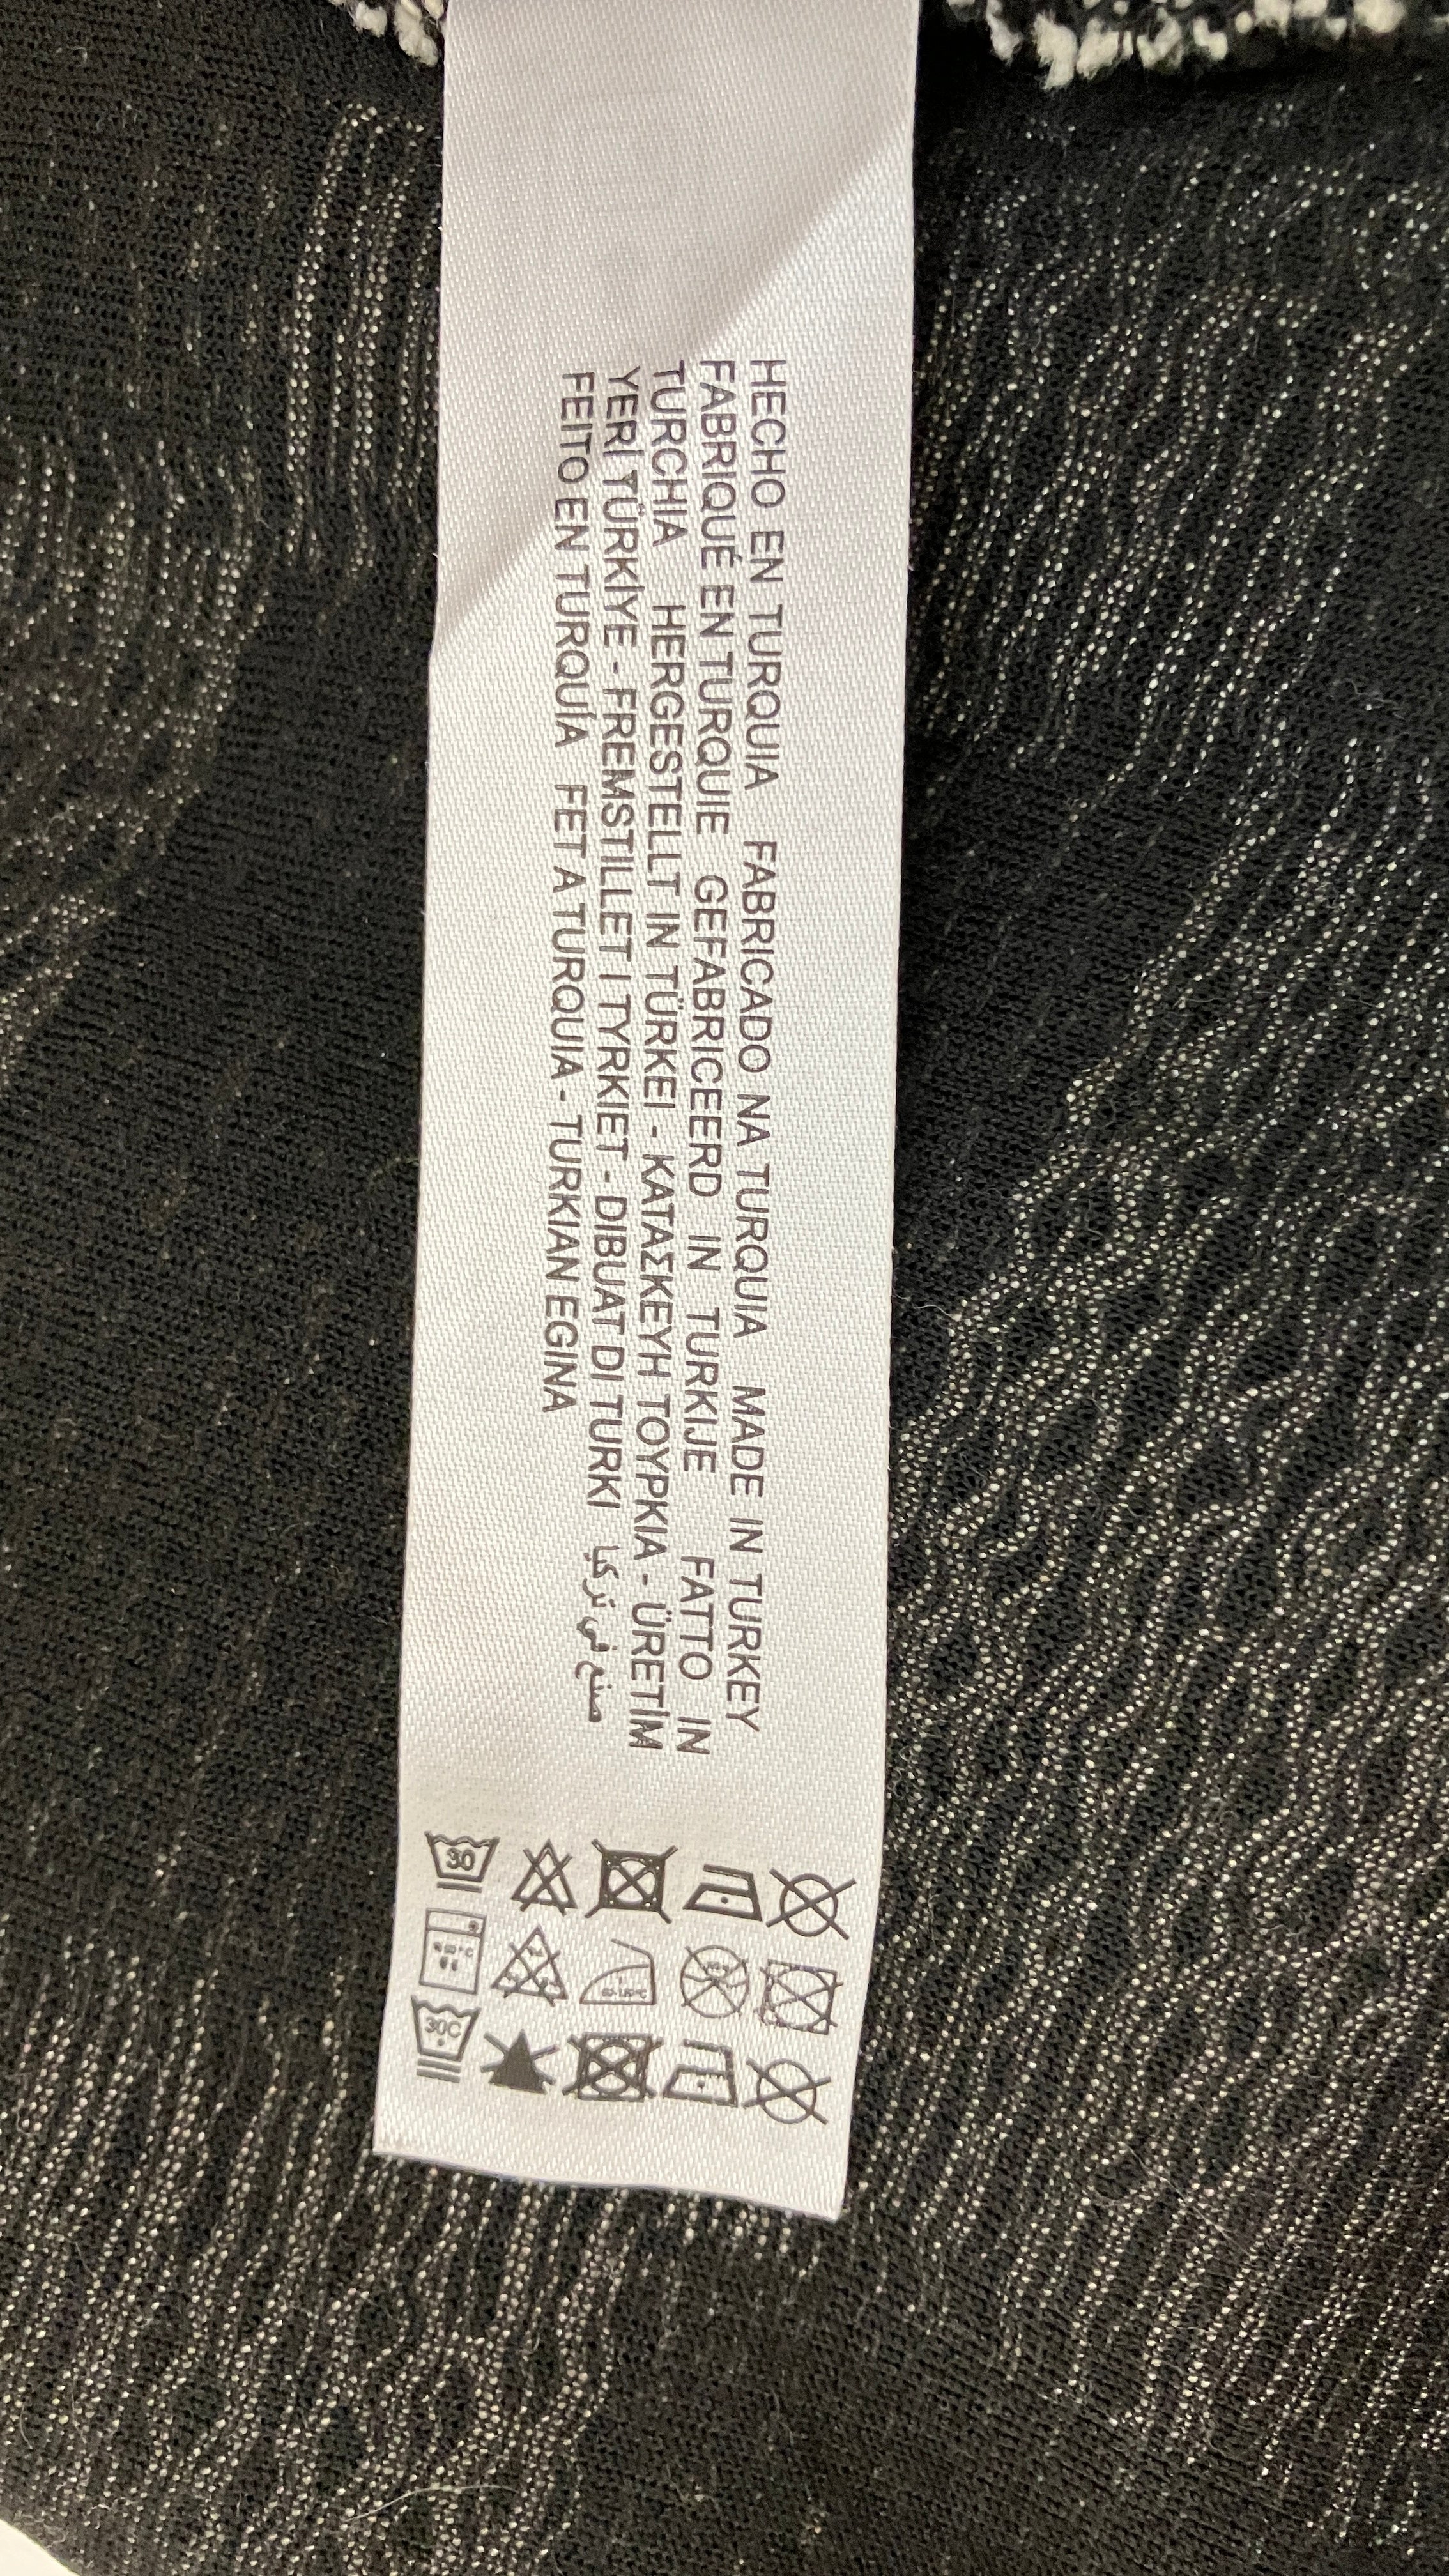 HECHO EN TURQUIA FABRICADO NA TURQUIA MADE IN TURKEY
FABRIQUÉ EN TURQUIE GEFABRICEERD IN TURKIJE FATTO IN
TURCHIA HERGESTELLT IN TÜRKEI - ΚΑΤΑΣΚΕΥΗ ΤΟΥΡΚΙΑ - ÜRETİM
YERİ TÜRKİYE - FREMSTILLET I TYRKIET - DIBUAT DI TURKI صنع في تركيا
FEITO EN TURQUÍA FET A TURQUIA - TURKIAN EGINA
30
30C